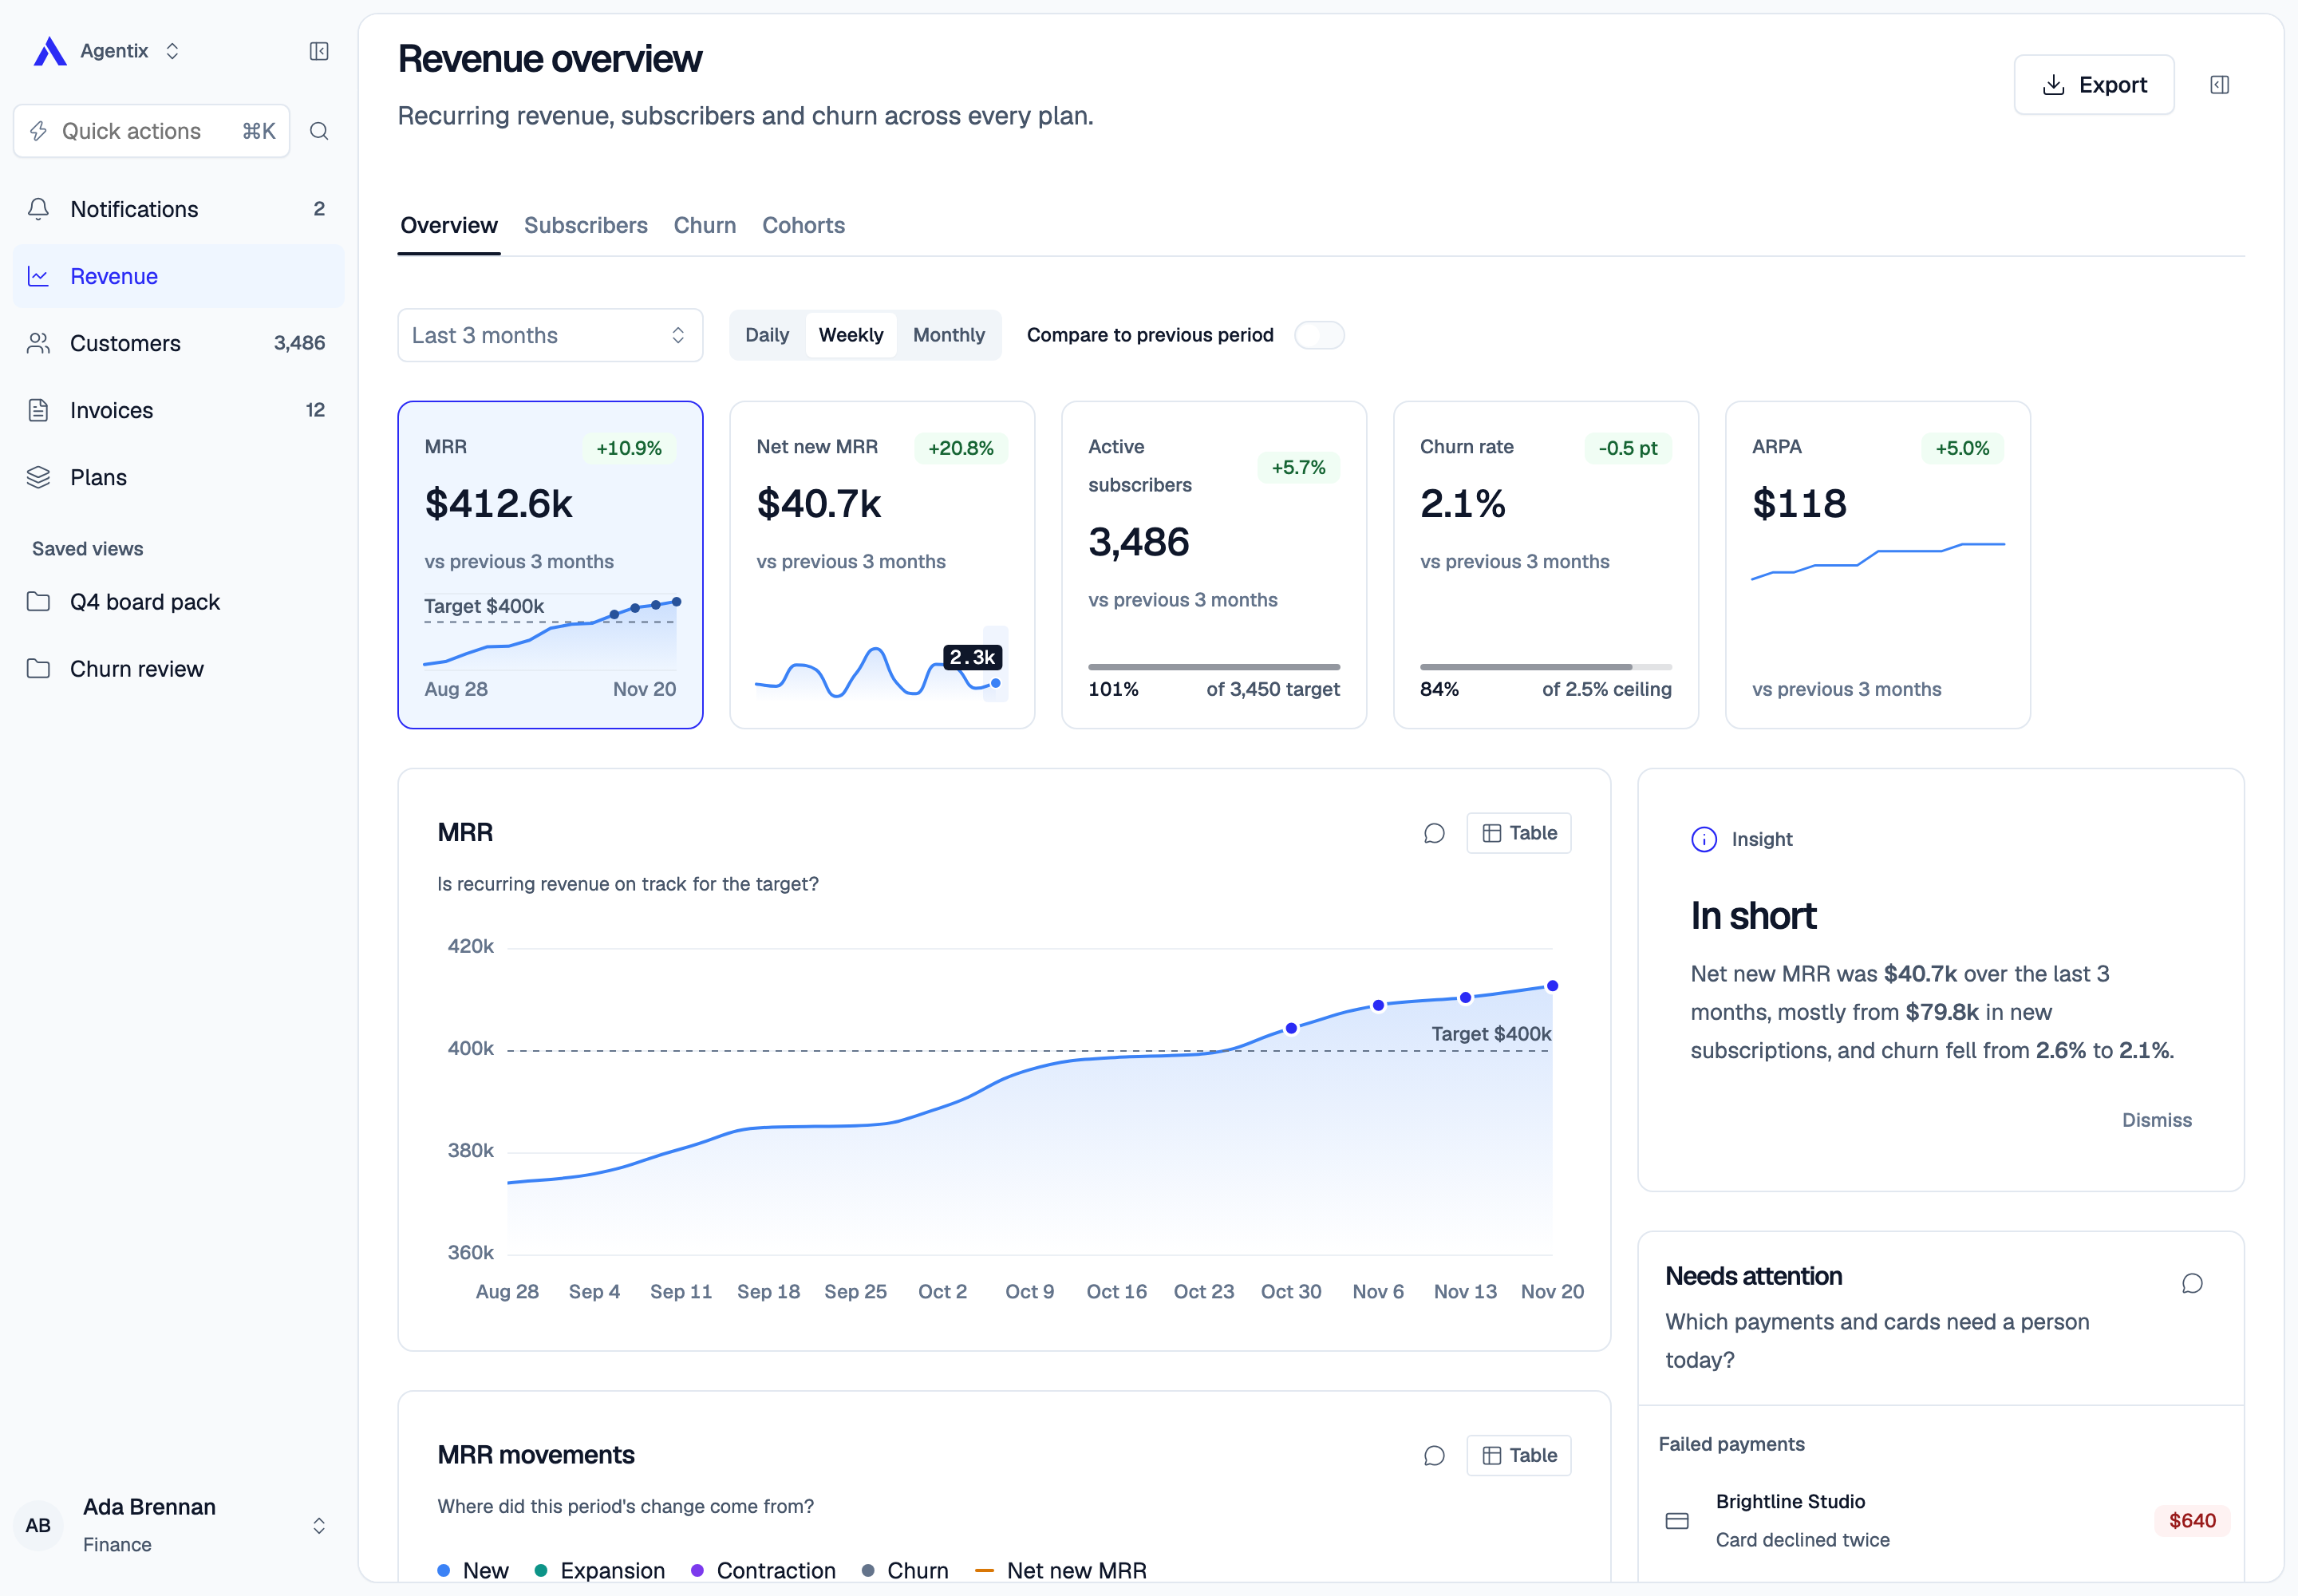 Agentix
Quick actions ⌘K
Notifications 2
Revenue
Customers 3,486
Invoices 12
Plans
Saved views
Q4 board pack
Churn review
AB
Ada Brennan
Finance
Revenue overview
Recurring revenue, subscribers and churn across every plan.
Export
Overview Subscribers Churn Cohorts
Last 3 months
Daily Weekly Monthly
Compare to previous period
MRR +10.9%
$412.6k
vs previous 3 months
Target $400k
Aug 28 Nov 20
Net new MRR +20.8%
$40.7k
vs previous 3 months
2.3k
Active
subscribers
+5.7%
3,486
vs previous 3 months
101% of 3,450 target
Churn rate -0.5 pt
2.1%
vs previous 3 months
84% of 2.5% ceiling
ARPA +5.0%
$118
vs previous 3 months
MRR
Table
Is recurring revenue on track for the target?
420k
400k
380k
360k
Target $400k
Aug 28 Sep 4 Sep 11 Sep 18 Sep 25 Oct 2 Oct 9 Oct 16 Oct 23 Oct 30 Nov 6 Nov 13 Nov 20
MRR movements
Table
Where did this period's change come from?
New Expansion Contraction Churn Net new MRR
Insight
In short
Net new MRR was $40.7k over the last 3
months, mostly from $79.8k in new
subscriptions, and churn fell from 2.6% to 2.1%.
Dismiss
Needs attention
Which payments and cards need a person
today?
Failed payments
Brightline Studio
Card declined twice
$640